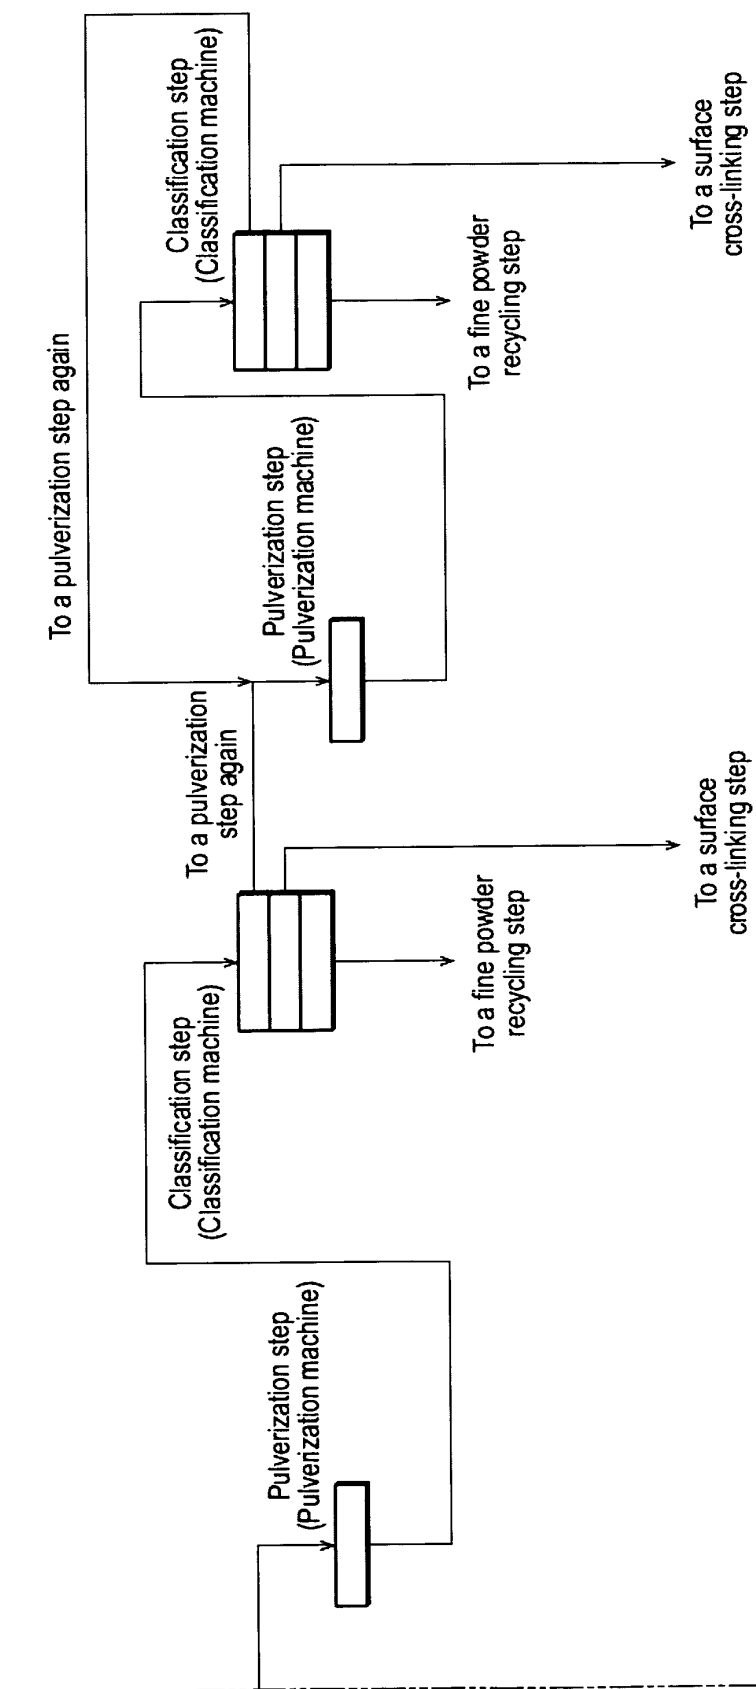 Pulverization step
(Pulverization machine)
Classification step
(Classification machine)
To a fine powder
recycling step
To a surface
cross-linking step
To a pulverization
step again
Pulverization step
(Pulverization machine)
To a pulverization step again
Classification step
(Classification machine)
To a fine powder
recycling step
To a surface
cross-linking step